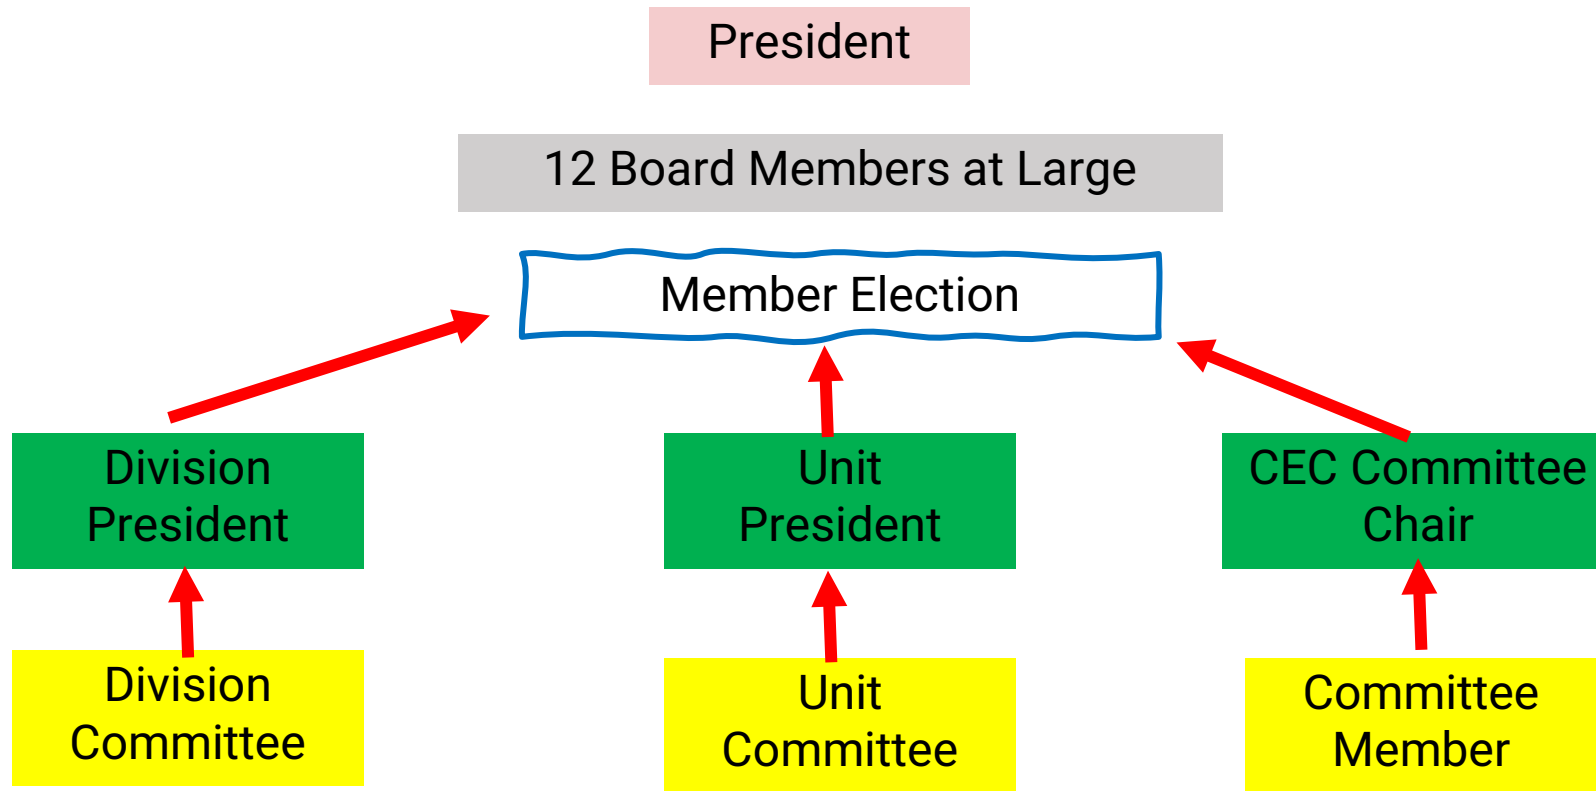 President
12 Board Members at Large
Member Election
Division
President
Unit
President
CEC Committee
Chair
Division
Committee
Unit
Committee
Committee
Member